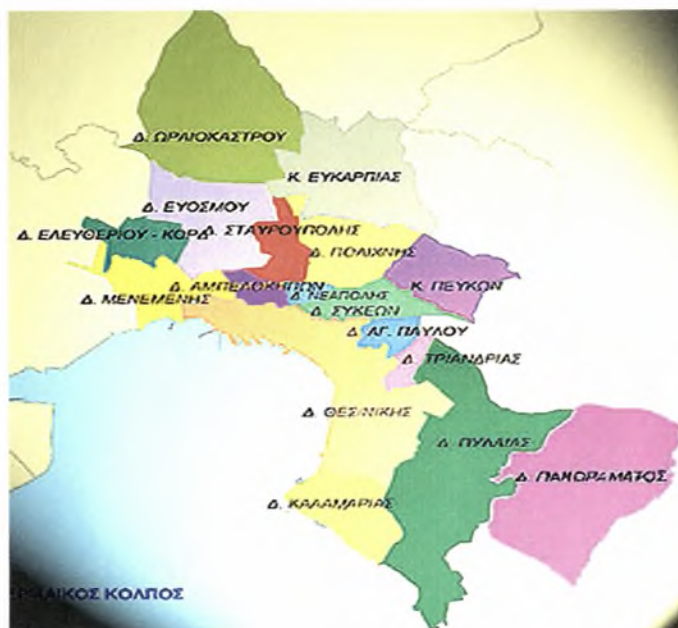 Δ. ΩΡΑΙΟΚΑΣΤΡΟΥ
Κ. ΕΥΚΑΡΠΙΑΣ
Δ. ΕΥΟΣΜΟΥ
Δ. ΣΤΑΥΡΟΥΠΟΛΗΣ
Δ. ΕΛΕΥΘΕΡΙΟΥ - ΚΟΡΔ
Δ. ΠΟΛΙΧΝΗΣ
Κ. ΠΕΥΚΩΝ
Δ. ΑΜΠΕΛΟΚΗΠΩΝ
Δ. ΝΕΑΠΟΛΗΣ
Δ. ΜΕΝΕΜΕΝΗΣ
Δ. ΣΥΚΕΩΝ
Δ. ΑΓ. ΠΑΥΛΟΥ
Δ. ΤΡΙΑΝΔΡΙΑΣ
Δ. ΘΕΣ/ΝΙΚΗΣ
Δ. ΠΥΛΑΙΑΣ
Δ. ΠΑΝΟΡΑΜΑΤΟΣ
Δ. ΚΑΛΑΜΑΡΙΑΣ
ΚΟΛΠΟΣ